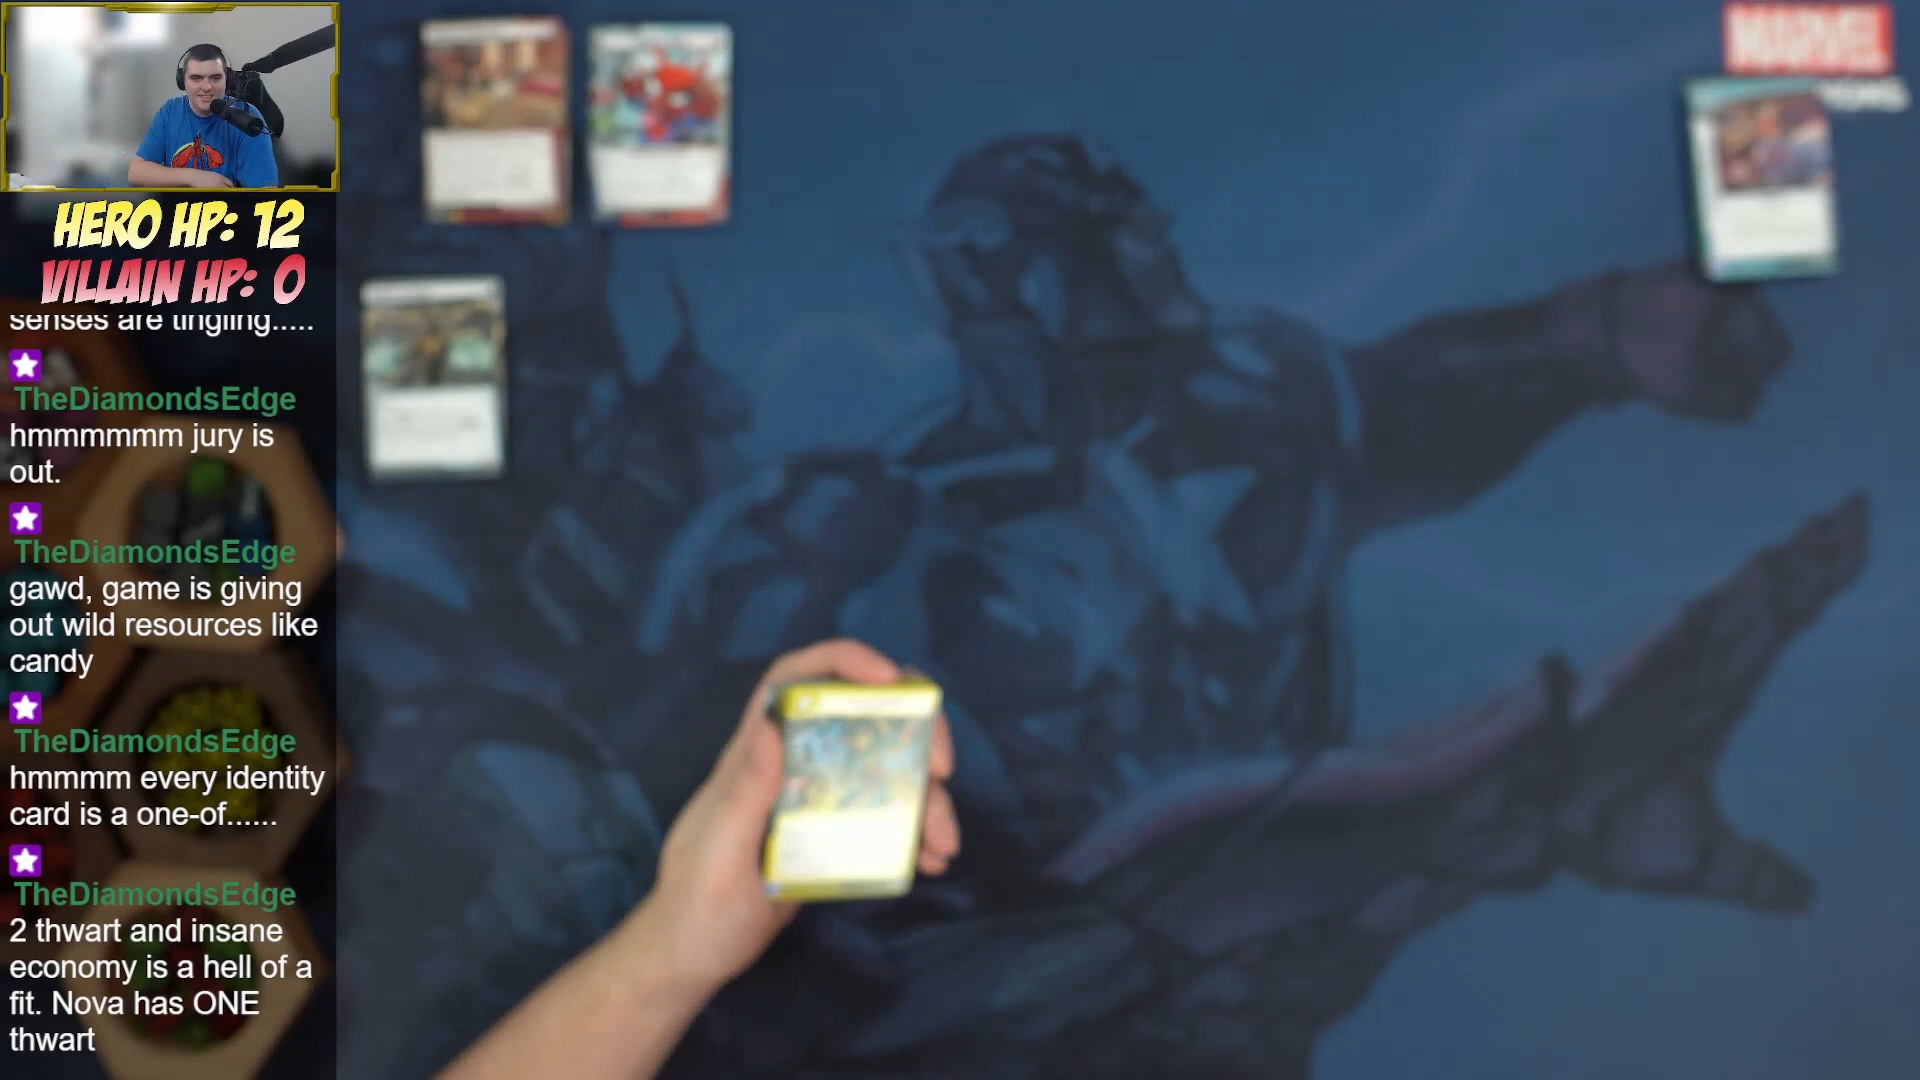 HERO HP: 12
VILLAIN HP: 0
senses are tingling.....
TheDiamondsEdge
hmmmmmm jury is
out.
TheDiamondsEdge
gawd, game is giving
out wild resources like
candy
TheDiamondsEdge
hmmmm every identity
card is a one-of......
TheDiamondsEdge
2 thwart and insane
economy is a hell of a
fit. Nova has ONE
thwart
MARVEL